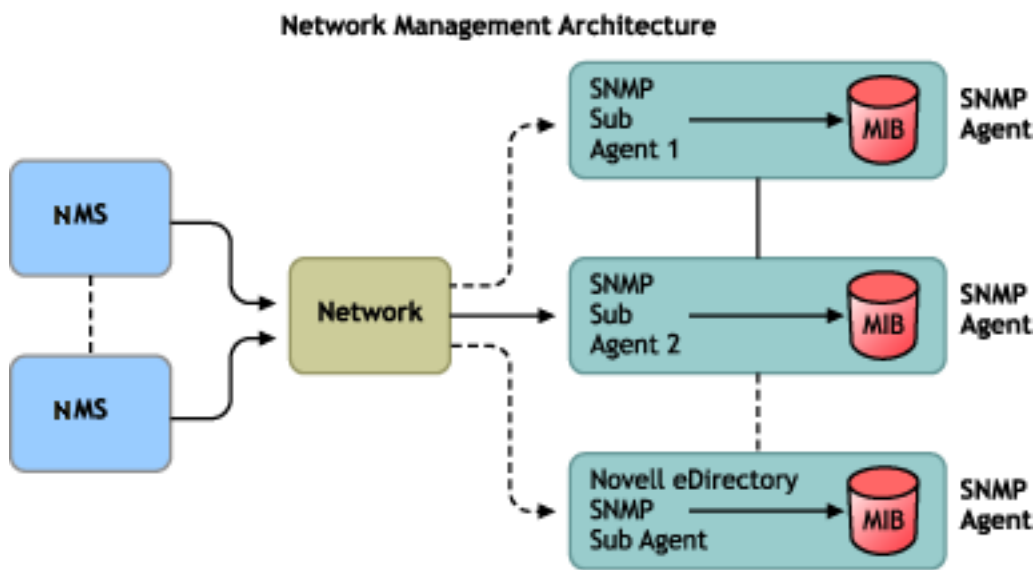 Network Management Architecture
NMS
NMS
Network
SNMP
Sub
Agent 1
MIB
SNMP
Agent
SNMP
Sub
Agent 2
MIB
SNMP
Agent
Novell eDirectory
SNMP
Sub Agent
MIB
SNMP
Agent